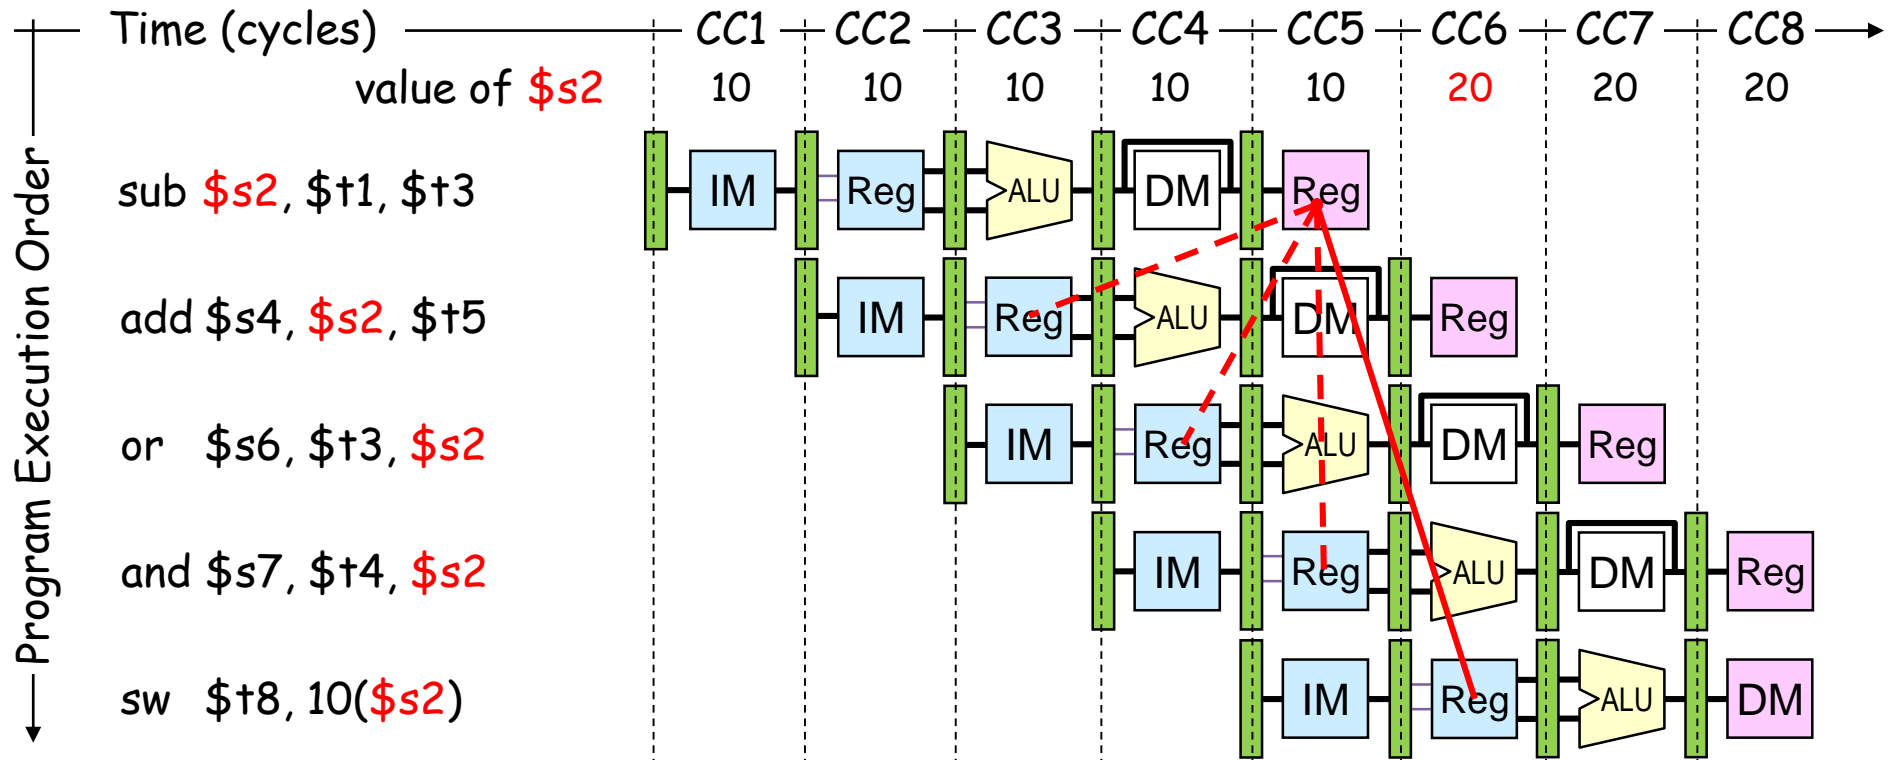 Time (cycles) CC1 CC2 CC3 CC4 CC5 CC6 CC7 CC8
value of $s2 10 10 10 10 10 20 20 20
Program Execution Order
sub $s2, $t1, $t3 IM Reg ALU DM Reg
add $s4, $s2, $t5 IM Reg ALU DM Reg
or $s6, $t3, $s2 IM Reg ALU DM Reg
and $s7, $t4, $s2 IM Reg ALU DM Reg
sw $t8, 10($s2) IM Reg ALU DM